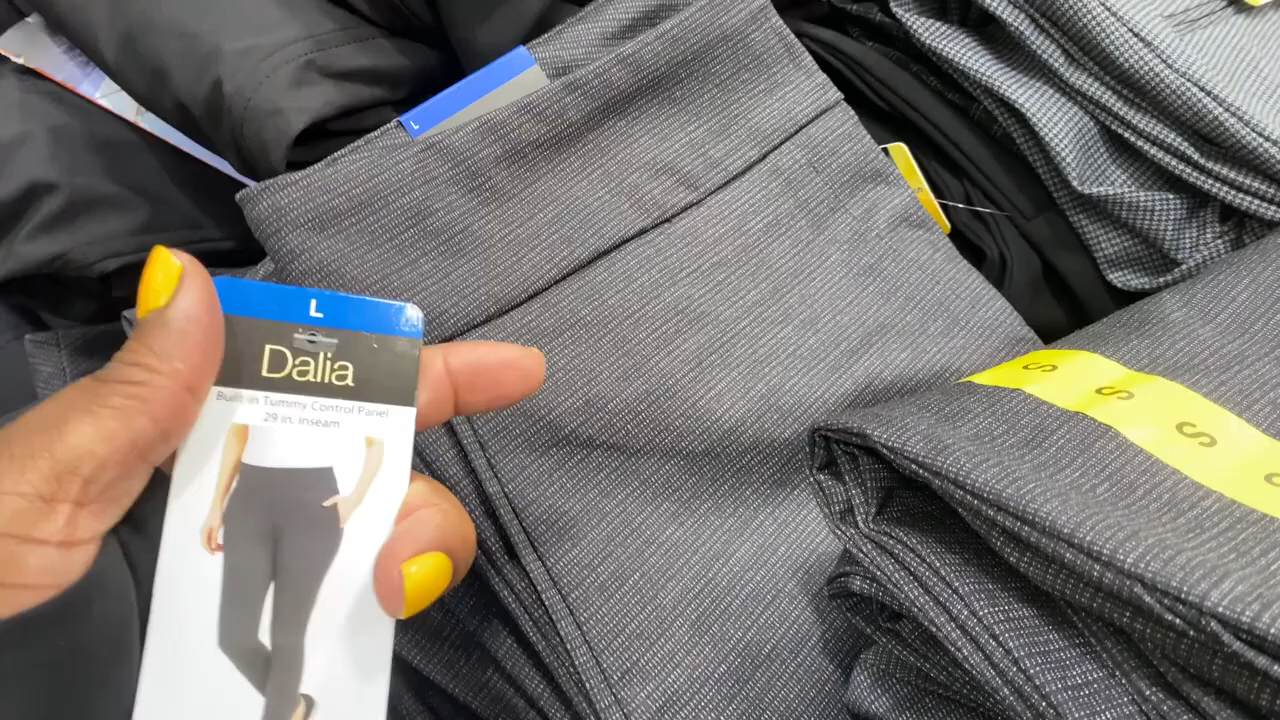 L
L
Dalia
Built in Tummy Control Panel
29 in. inseam
S
S S S